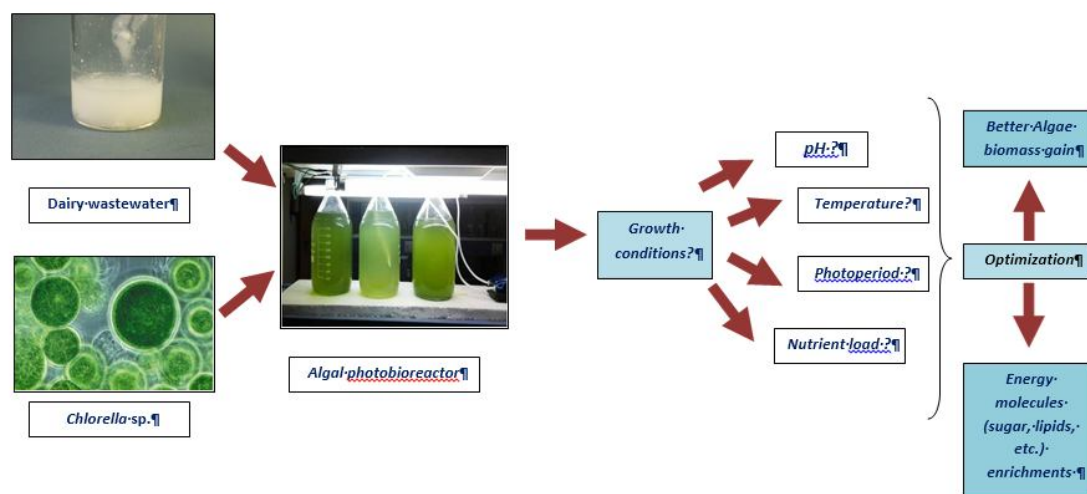 Dairy·wastewater¶
Chlorella·sp.¶
Algal·photobioreactor¶
Growth·
conditions?¶
pH·?¶
Temperature?¶
Photoperiod·?¶
Nutrient·load·?¶
Better·Algae·
biomass·gain¶
Optimization¶
Energy·
molecules·
(sugar,·lipids,·
etc.)·
enrichments·¶